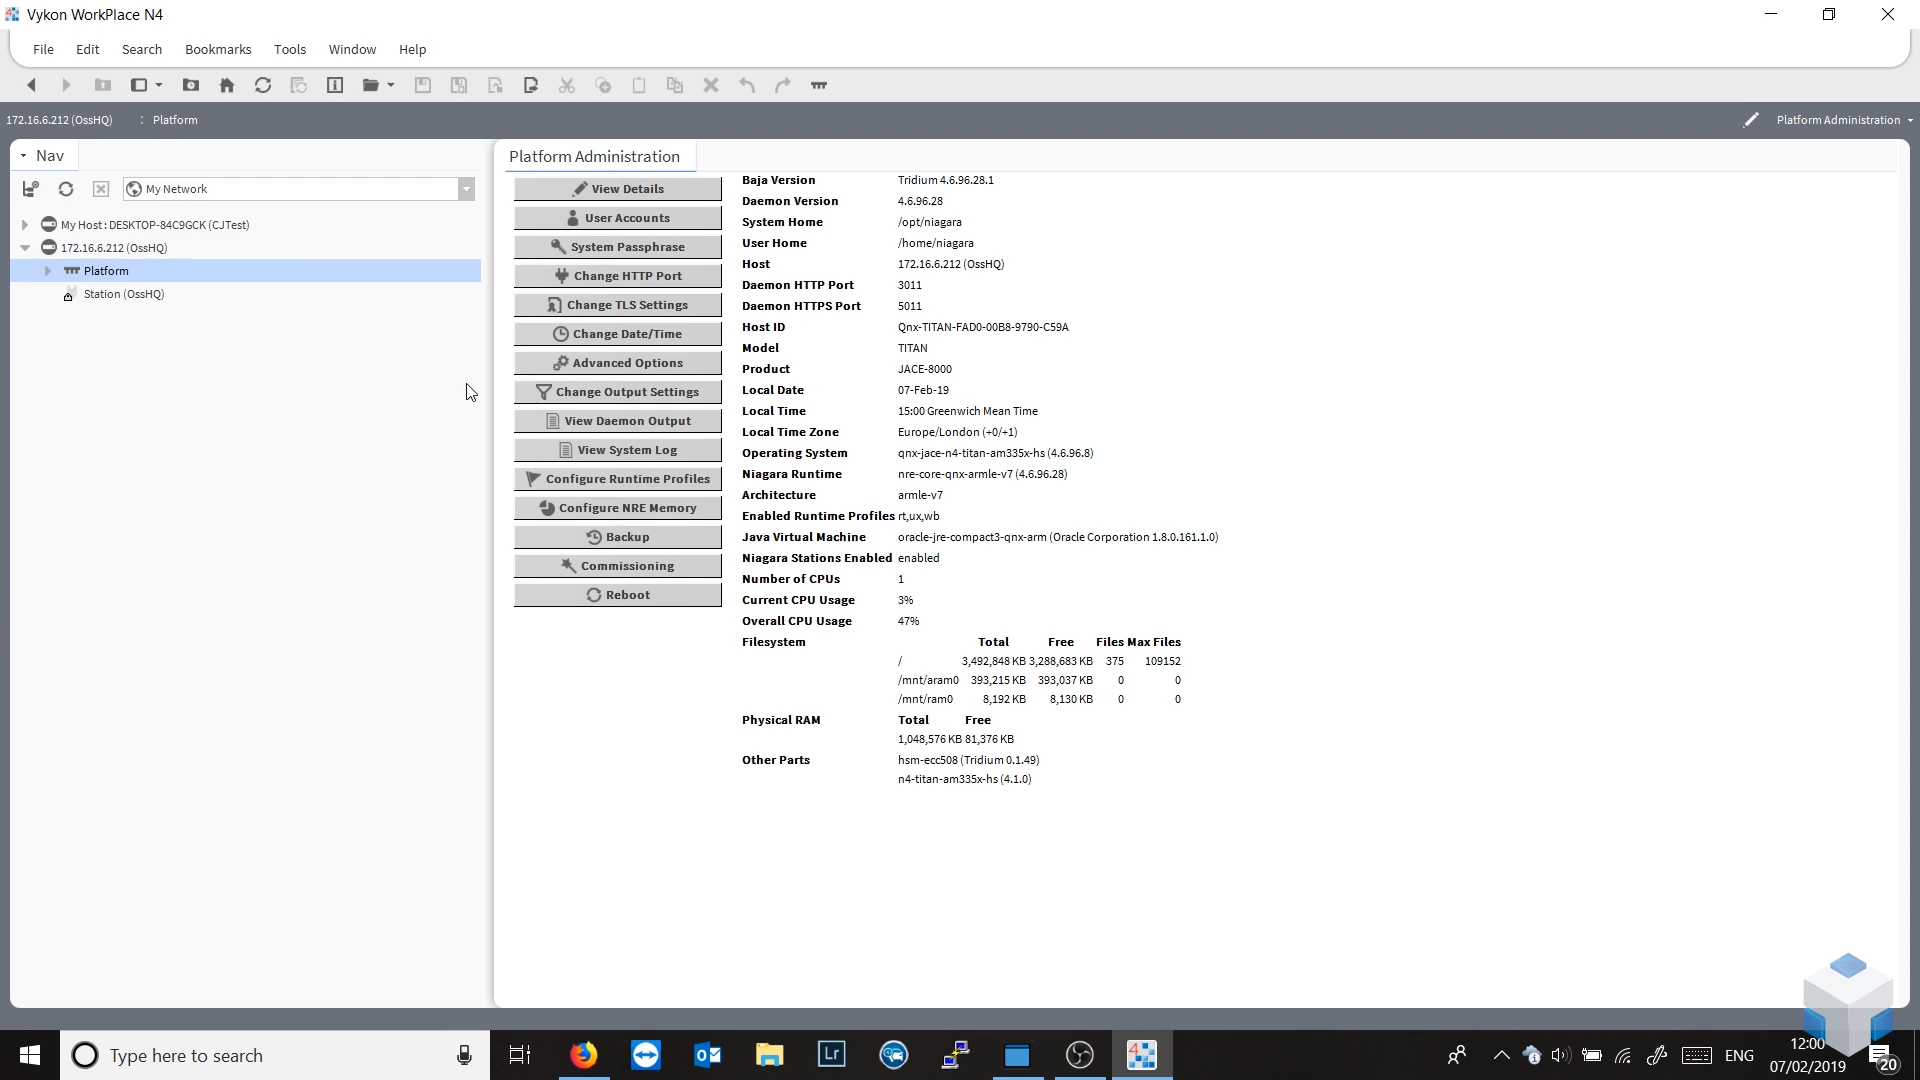 Vykon WorkPlace N4
File Edit Search Bookmarks Tools Window Help
172.16.6.212 (OssHQ) : Platform
Platform Administration
Nav
My Network
My Host : DESKTOP-84C9GCK (CJTest)
172.16.6.212 (OssHQ)
Platform
Station (OssHQ)
Platform Administration
View Details
User Accounts
System Passphrase
Change HTTP Port
Change TLS Settings
Change Date/Time
Advanced Options
Change Output Settings
View Daemon Output
View System Log
Configure Runtime Profiles
Configure NRE Memory
Backup
Commissioning
Reboot
Baja Version Tridium 4.6.96.28.1
Daemon Version 4.6.96.28
System Home /opt/niagara
User Home /home/niagara
Host 172.16.6.212 (OssHQ)
Daemon HTTP Port 3011
Daemon HTTPS Port 5011
Host ID Qnx-TITAN-FAD0-00B8-9790-C59A
Model TITAN
Product JACE-8000
Local Date 07-Feb-19
Local Time 15:00 Greenwich Mean Time
Local Time Zone Europe/London (+0/+1)
Operating System qnx-jace-n4-titan-am335x-hs (4.6.96.8)
Niagara Runtime nre-core-qnx-armle-v7 (4.6.96.28)
Architecture armle-v7
Enabled Runtime Profiles rt,ux,wb
Java Virtual Machine oracle-jre-compact3-qnx-arm (Oracle Corporation 1.8.0.161.1.0)
Niagara Stations Enabled enabled
Number of CPUs 1
Current CPU Usage 3%
Overall CPU Usage 47%
Filesystem Total Free Files Max Files
/ 3,492,848 KB 3,288,683 KB 375 109152
/mnt/aram0 393,215 KB 393,037 KB 0 0
/mnt/ram0 8,192 KB 8,130 KB 0 0
Physical RAM Total Free
1,048,576 KB 81,376 KB
Other Parts hsm-ecc508 (Tridium 0.1.49)
n4-titan-am335x-hs (4.1.0)
Type here to search
Lr
4
ENG
12:00
07/02/2019
20